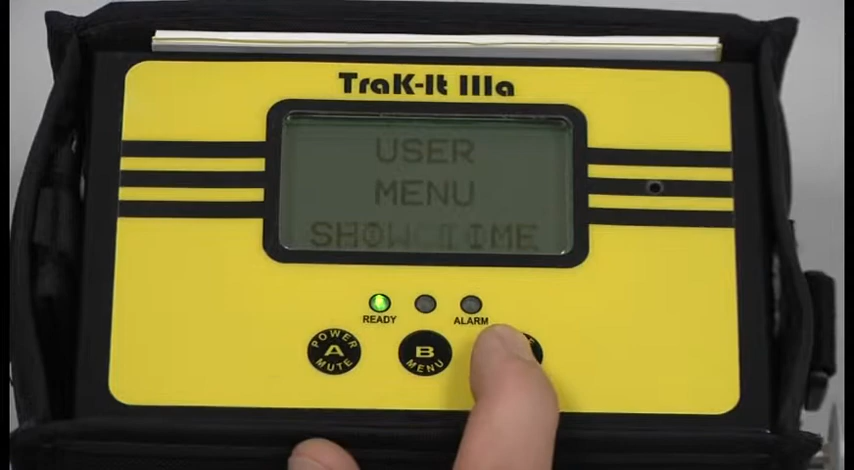 TraK-It IIIa
USER
MENU
SHOW TIME
READY
ALARM
POWER
A
MUTE
B
MENU